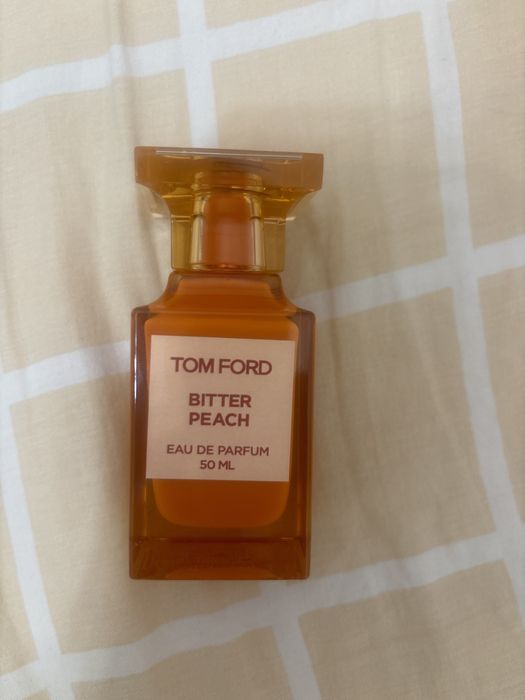 TOM FORD
BITTER
PEACH
EAU DE PARFUM
50 ML